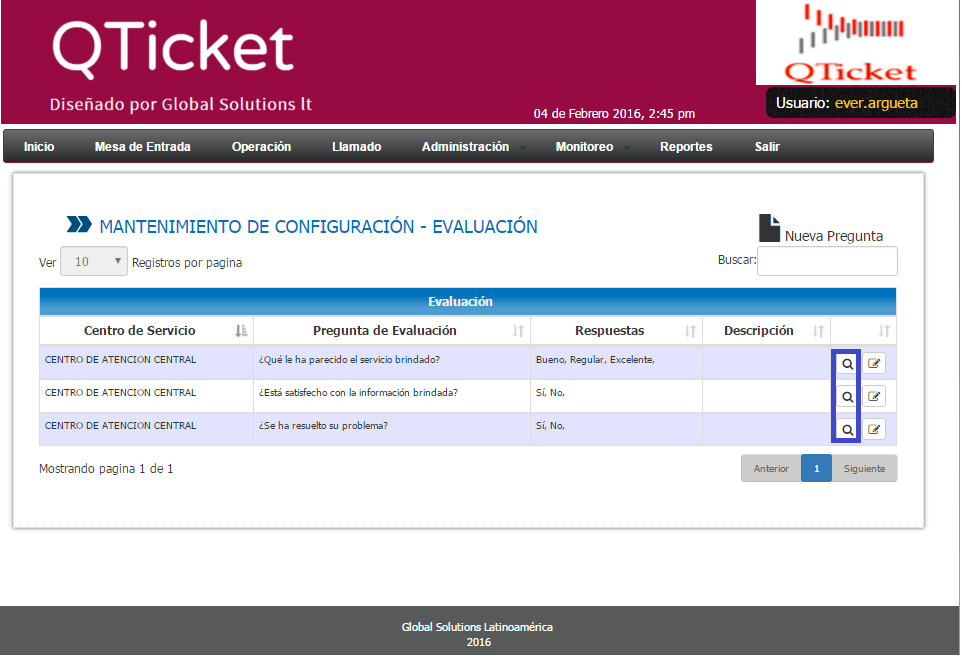 QTicket
Diseñado por Global Solutions lt
QTicket
04 de Febrero 2016, 2:45 pm
Usuario: ever.argueta
Inicio Mesa de Entrada Operación Llamado Administración Monitoreo Reportes Salir
MANTENIMIENTO DE CONFIGURACIÓN - EVALUACIÓN
Nueva Pregunta
Ver 10 Registros por pagina
Buscar:
Evaluación
Centro de Servicio Pregunta de Evaluación Respuestas Descripción
CENTRO DE ATENCION CENTRAL ¿Qué le ha parecido el servicio brindado? Bueno, Regular, Excelente,
CENTRO DE ATENCION CENTRAL ¿Está satisfecho con la información brindada? Sí, No,
CENTRO DE ATENCION CENTRAL ¿Se ha resuelto su problema? Sí, No,
Mostrando pagina 1 de 1
Anterior 1 Siguiente
Global Solutions Latinoamérica
2016